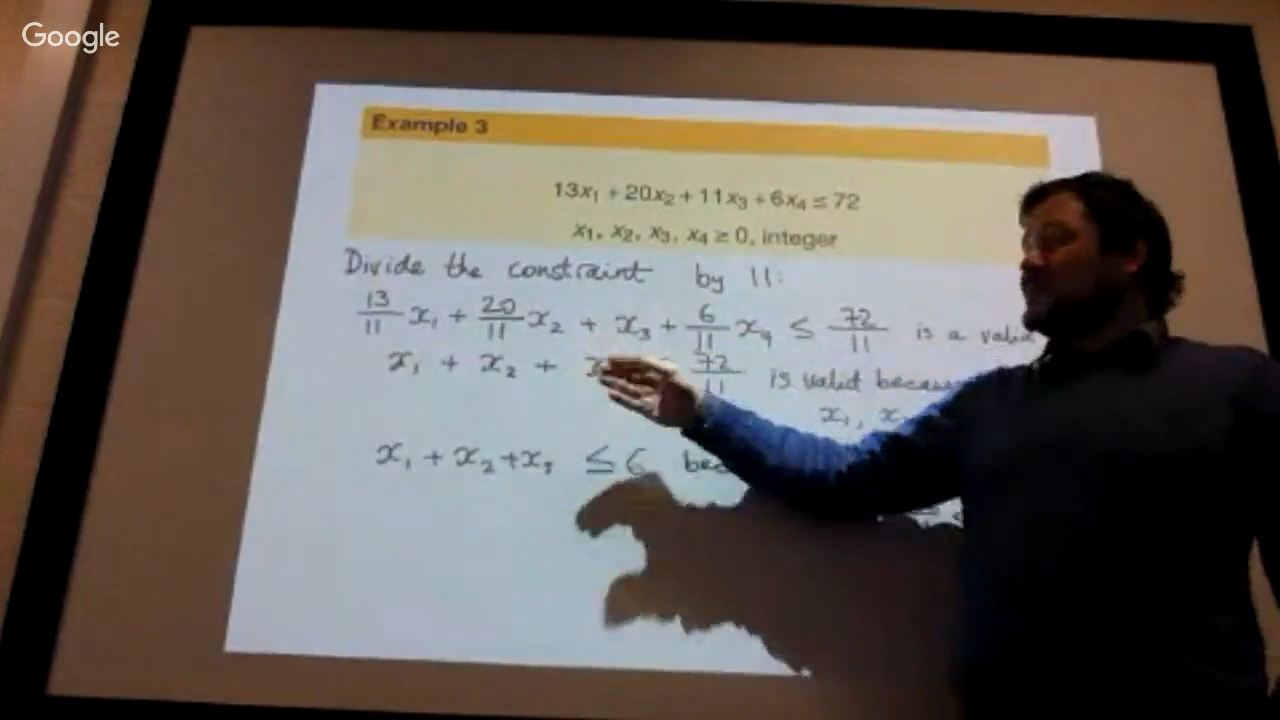 Google
Example 3
13x₁ + 20x₂ + 11x₃ + 6x₄ ≤ 72
x₁, x₂, x₃, x₄ ≥ 0, integer
Divide the constraint by 11:
13/11 x₁ + 20/11 x₂ + x₃ + 6/11 x₄ ≤ 72/11 is a valid
x₁ + x₂ + 72/11 is valid because
x₁,
x₁ + x₂ + x₃ ≤ 6